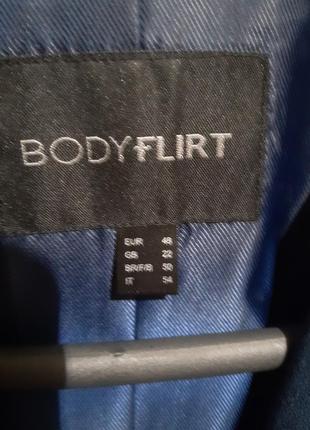 BODYFLIRT
EUR 48
GB 22
BR/F/B 50
IT 54